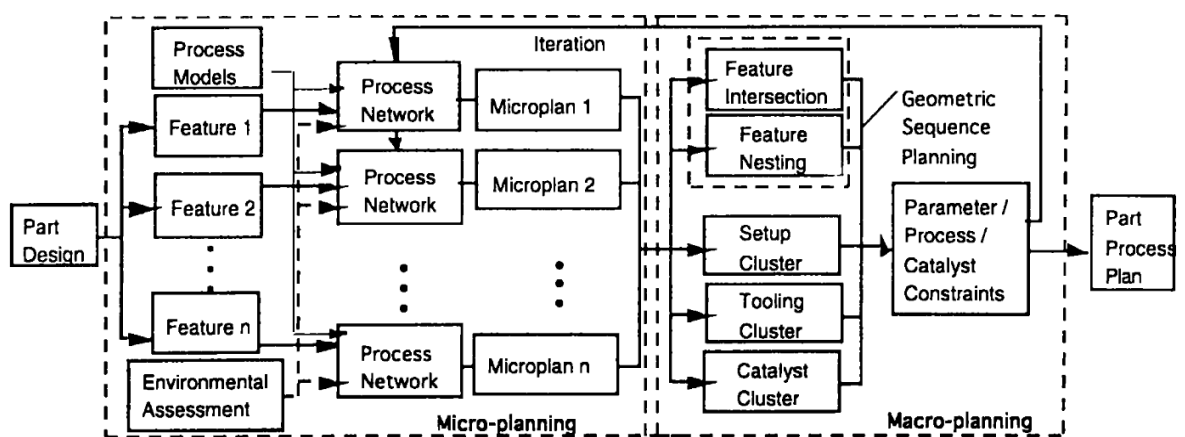 Part
Design
Process
Models
Feature 1
Feature 2
Feature n
Environmental
Assessment
Process
Network
Process
Network
Process
Network
Microplan 1
Microplan 2
Microplan n
Micro-planning
Iteration
Feature
Intersection
Feature
Nesting
Geometric
Sequence
Planning
Setup
Cluster
Tooling
Cluster
Catalyst
Cluster
Parameter /
Process /
Catalyst
Constraints
Macro-planning
Part
Process
Plan